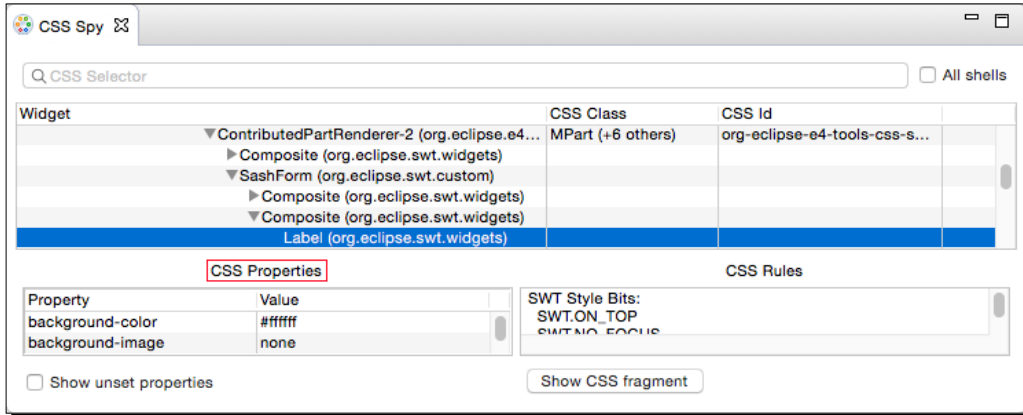 CSS Spy
CSS Selector
All shells
Widget CSS Class CSS Id
ContributedPartRenderer-2 (org.eclipse.e4... MPart (+6 others) org-eclipse-e4-tools-css-s...
Composite (org.eclipse.swt.widgets)
SashForm (org.eclipse.swt.custom)
Composite (org.eclipse.swt.widgets)
Composite (org.eclipse.swt.widgets)
Label (org.eclipse.swt.widgets)
CSS Properties
Property Value
background-color #ffffff
background-image none
Show unset properties
CSS Rules
SWT Style Bits:
SWT.ON_TOP
SWT.NO_FOCUS
Show CSS fragment